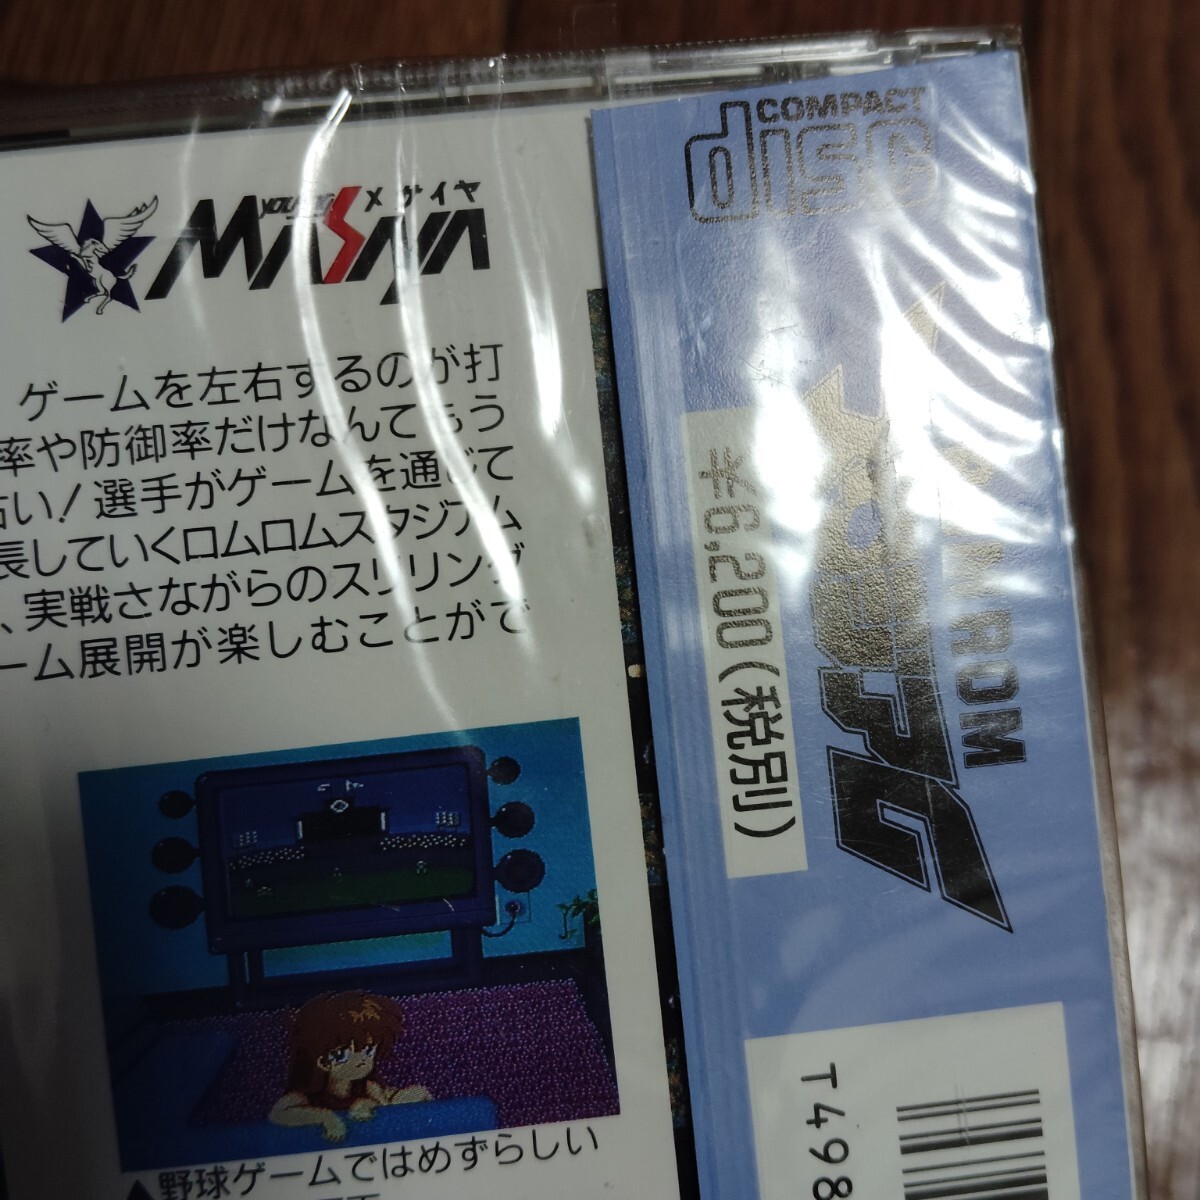 メサイヤ
MASAYA
ゲームを左右するのが打
率や防御率だけなんてもう
い！選手がゲームを通じて
長していくロムロムスタジアム
、実戦さながらのスリリング
ーム展開が楽しむことがで
▲野球ゲームではめずらしい
COMPACT
disc
ROM
¥6,200(税別)
T498